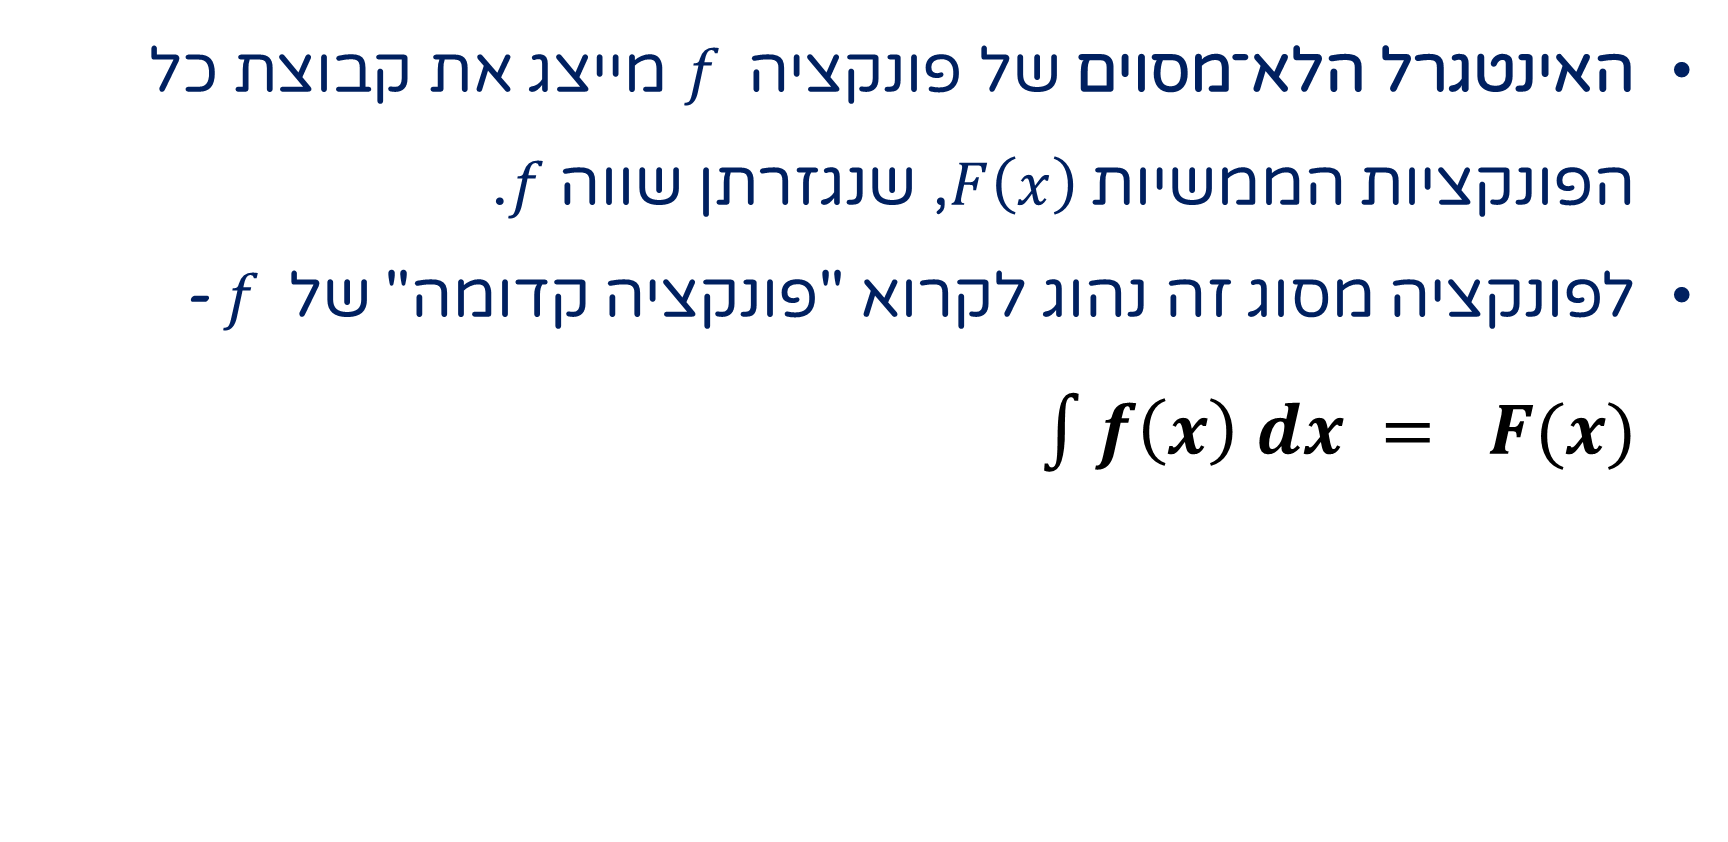 • האינטגרל הלא־מסוים של פונקציה f מייצג את קבוצת כל
הפונקציות הממשיות F(x), שנגזרתן שווה f.
• לפונקציה מסוג זה נהוג לקרוא "פונקציה קדומה" של f -
∫ f(x) dx = F(x)